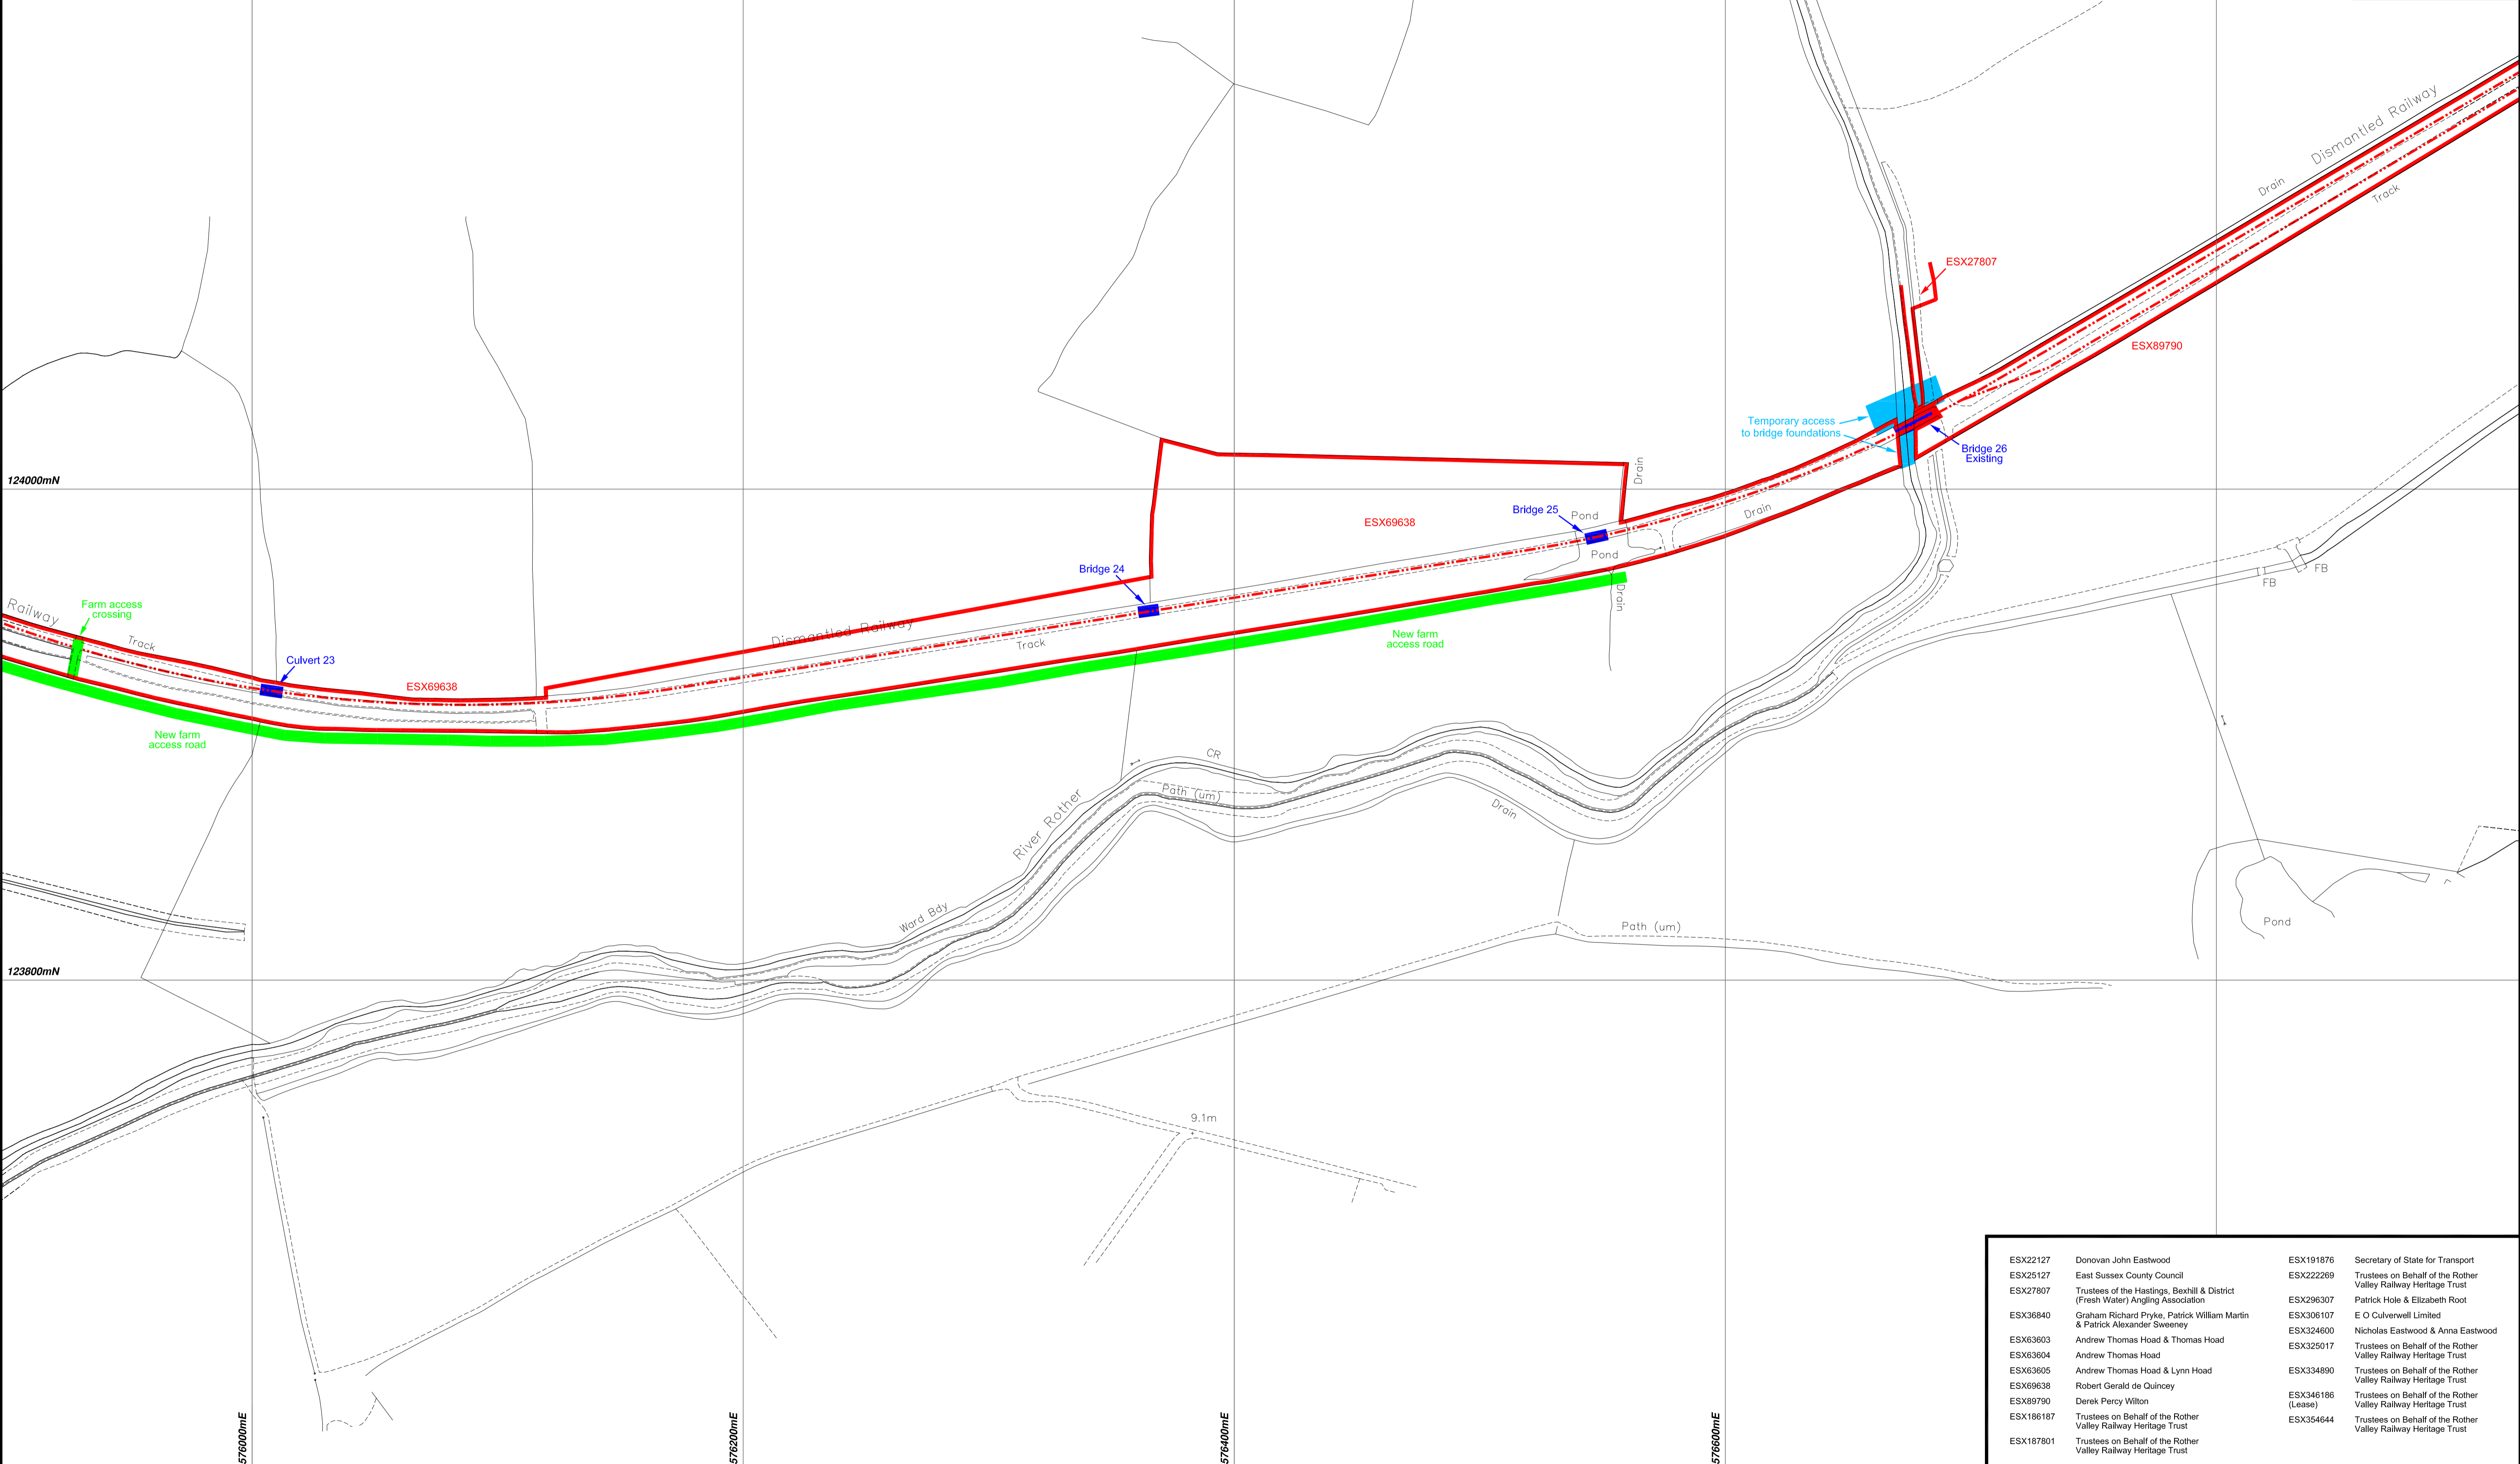 Dismantled Railway
Drain
Track
ESX27807
ESX89790
Temporary access
to bridge foundations
Bridge 26
Existing
Drain
124000mN
Bridge 25
Pond
ESX69638
Drain
Pond
Bridge 24
FB
FB
Drain
Railway
Farm access
crossing
Track
Dismantled Railway
Track
New farm
access road
Culvert 23
ESX69638
New farm
access road
CR
Path (um)
River Rother
Drain
Ward Bdy
Path (um)
Pond
123800mN
9.1m
576000mE
576200mE
576400mE
576600mE
ESX22127 Donovan John Eastwood
ESX25127 East Sussex County Council
ESX27807 Trustees of the Hastings, Bexhill & District
(Fresh Water) Angling Association
ESX36840 Graham Richard Pryke, Patrick William Martin
& Patrick Alexander Sweeney
ESX63603 Andrew Thomas Hoad & Thomas Hoad
ESX63604 Andrew Thomas Hoad
ESX63605 Andrew Thomas Hoad & Lynn Hoad
ESX69638 Robert Gerald de Quincey
ESX89790 Derek Percy Wilton
ESX186187 Trustees on Behalf of the Rother
Valley Railway Heritage Trust
ESX187801 Trustees on Behalf of the Rother
Valley Railway Heritage Trust
ESX191876 Secretary of State for Transport
ESX222269 Trustees on Behalf of the Rother
Valley Railway Heritage Trust
ESX296307 Patrick Hole & Elizabeth Root
ESX306107 E O Culverwell Limited
ESX324600 Nicholas Eastwood & Anna Eastwood
ESX325017 Trustees on Behalf of the Rother
Valley Railway Heritage Trust
ESX334890 Trustees on Behalf of the Rother
Valley Railway Heritage Trust
ESX346186 Trustees on Behalf of the Rother
(Lease) Valley Railway Heritage Trust
ESX354644 Trustees on Behalf of the Rother
Valley Railway Heritage Trust